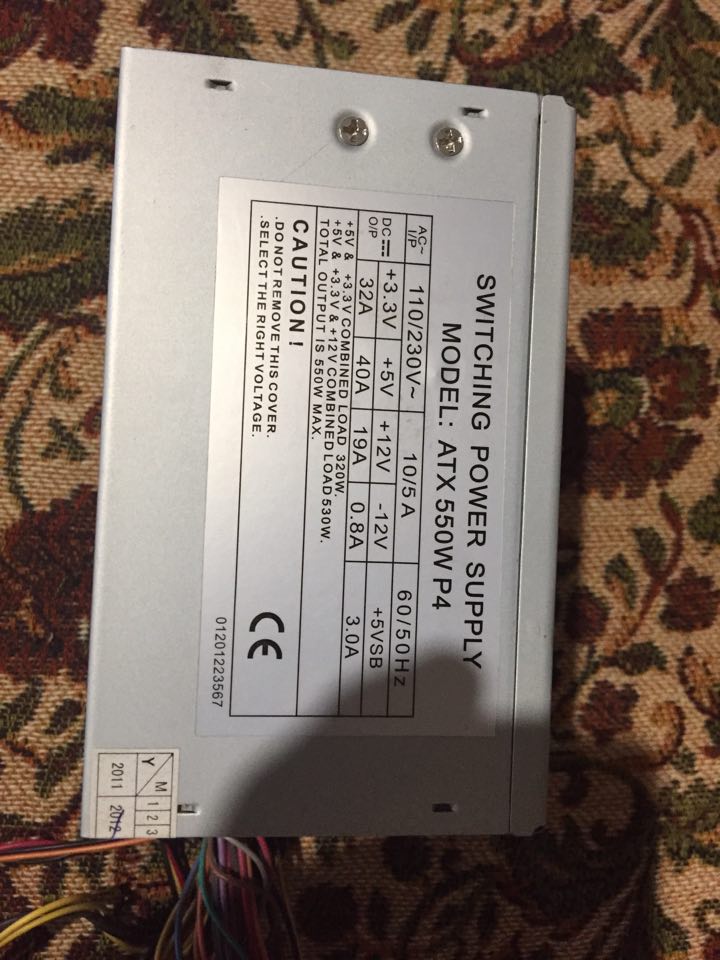 SWITCHING POWER SUPPLY
MODEL: ATX 550W P4
AC~ I/P 110/230V~ 10/5A 60/50Hz
DC O/P +3.3V +5V +12V -12V +5VSB
32A 40A 19A 0.8A 3.0A
+5V & +3.3V COMBINED LOAD 320W.
+5V & +3.3V & +12V COMBINED LOAD 530W.
TOTAL OUTPUT IS 550W MAX.
CAUTION!
.DO NOT REMOVE THIS COVER.
.SELECT THE RIGHT VOLTAGE.
CE
01201223567
Y M 1 2 3
2011 2012